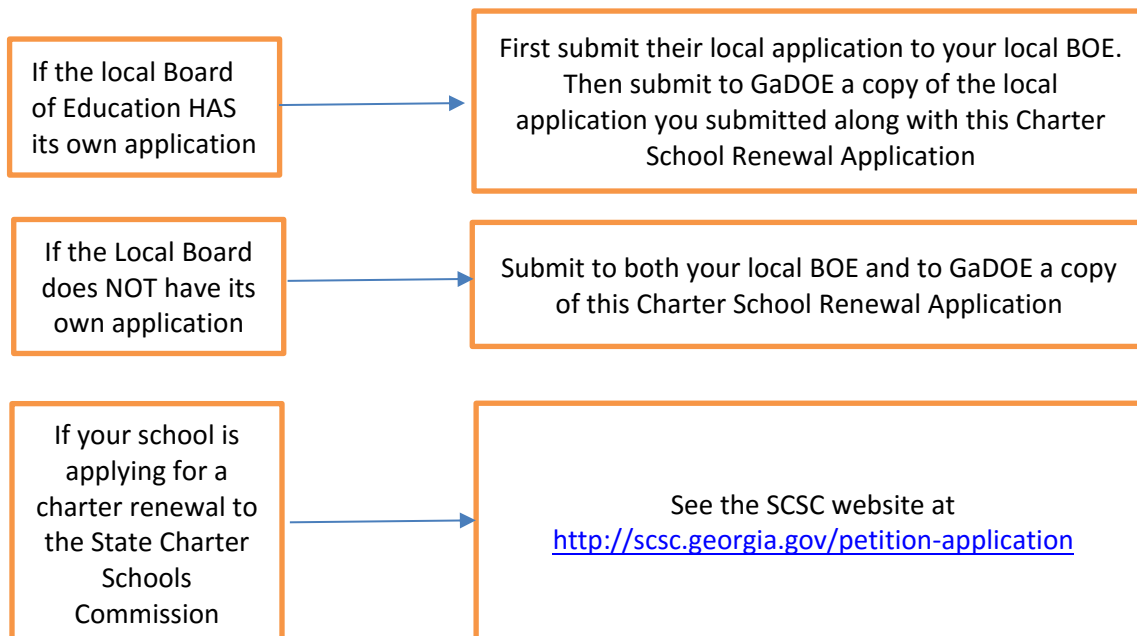 If the local Board
of Education HAS
its own application
First submit their local application to your local BOE.
Then submit to GaDOE a copy of the local
application you submitted along with this Charter
School Renewal Application
If the Local Board
does NOT have its
own application
Submit to both your local BOE and to GaDOE a copy
of this Charter School Renewal Application
If your school is
applying for a
charter renewal to
the State Charter
Schools
Commission
See the SCSC website at
http://scsc.georgia.gov/petition-application